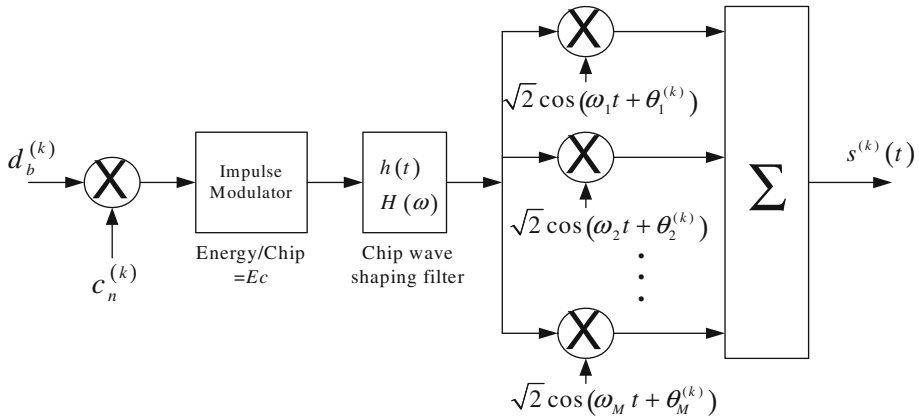 d_b^{(k)}
c_n^{(k)}
Impulse
Modulator
Energy/Chip
=Ec
h(t)
H(ω)
Chip wave
shaping filter
X
X
√2 cos(ω_1 t + θ_1^{(k)})
X
√2 cos(ω_2 t + θ_2^{(k)})
X
√2 cos(ω_M t + θ_M^{(k)})
Σ
s^{(k)}(t)